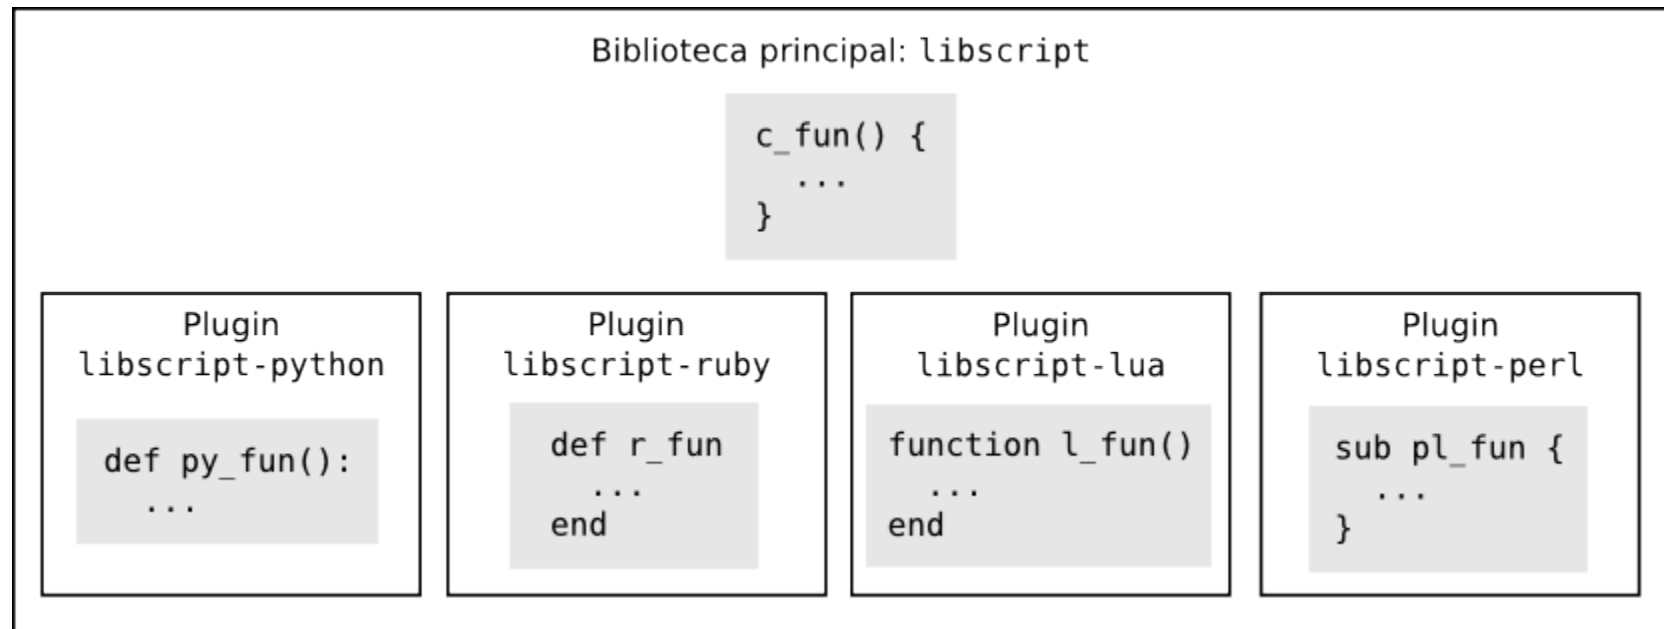 Biblioteca principal: libscript
c_fun() {
...
}
Plugin
libscript-python
def py_fun():
...
Plugin
libscript-ruby
def r_fun
...
end
Plugin
libscript-lua
function l_fun()
...
end
Plugin
libscript-perl
sub pl_fun {
...
}